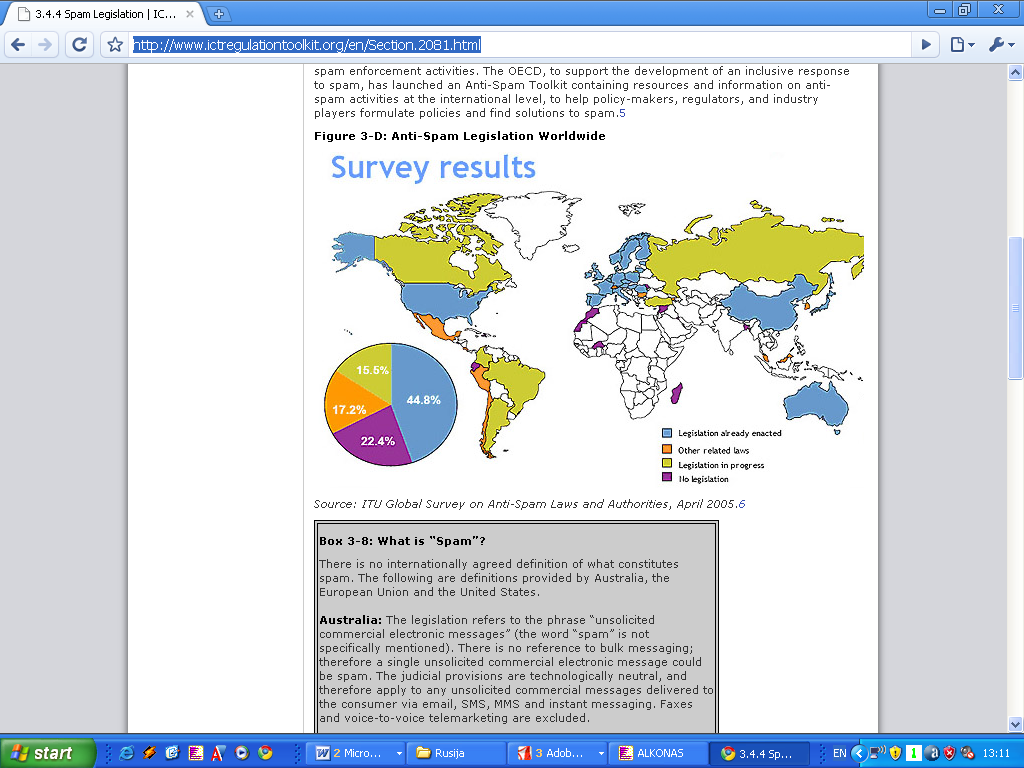 3.4.4 Spam Legislation | IC...
http://www.ictregulationtoolkit.org/en/Section.2081.html
spam enforcement activities. The OECD, to support the development of an inclusive response
to spam, has launched an Anti-Spam Toolkit containing resources and information on anti-
spam activities at the international level, to help policy-makers, regulators, and industry
players formulate policies and find solutions to spam.5
Figure 3-D: Anti-Spam Legislation Worldwide
Survey results
15.5%
44.8%
17.2%
22.4%
Legislation already enacted
Other related laws
Legislation in progress
No legislation
Source: ITU Global Survey on Anti-Spam Laws and Authorities, April 2005.6
Box 3-8: What is “Spam”?
There is no internationally agreed definition of what constitutes
spam. The following are definitions provided by Australia, the
European Union and the United States.
Australia: The legislation refers to the phrase “unsolicited
commercial electronic messages” (the word “spam” is not
specifically mentioned). There is no reference to bulk messaging;
therefore a single unsolicited commercial electronic message could
be spam. The judicial provisions are technologically neutral, and
therefore apply to any unsolicited commercial messages delivered to
the consumer via email, SMS, MMS and instant messaging. Faxes
and voice-to-voice telemarketing are excluded.
start
2 Micro...
Rusija
3 Adob...
ALKONAS
3.4.4 Sp...
EN
1
13:11